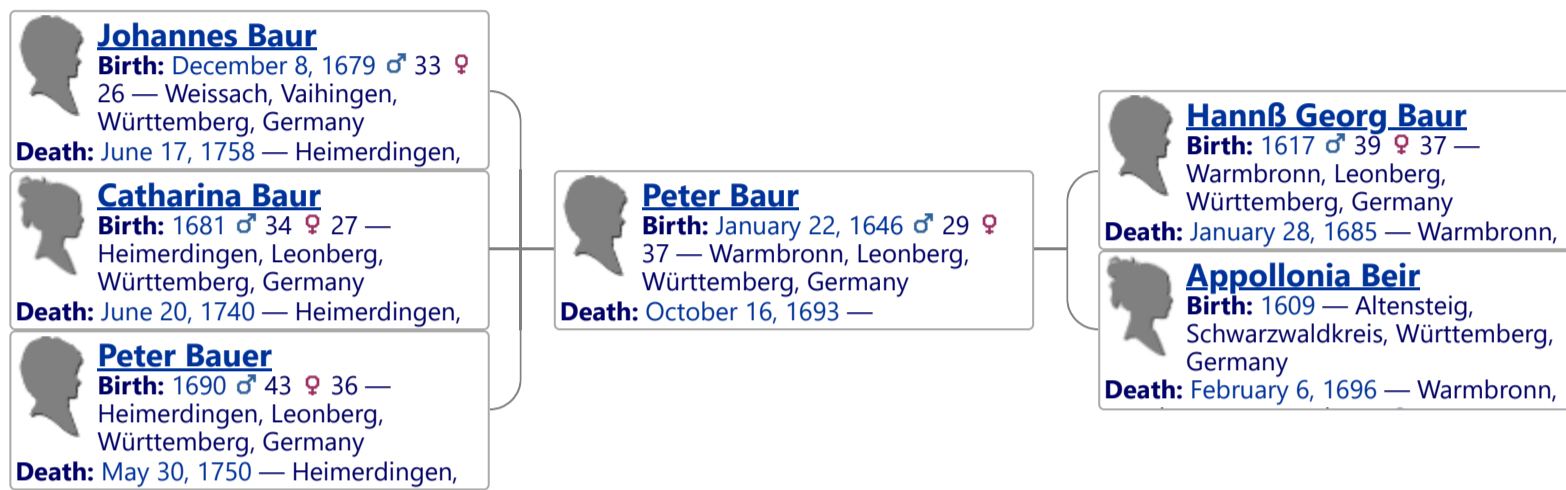 Johannes Baur
Birth: December 8, 1679 ♂ 33 ♀
26 — Weissach, Vaihingen,
Württemberg, Germany
Death: June 17, 1758 — Heimerdingen,
Catharina Baur
Birth: 1681 ♂ 34 ♀ 27 —
Heimerdingen, Leonberg,
Württemberg, Germany
Death: June 20, 1740 — Heimerdingen,
Peter Bauer
Birth: 1690 ♂ 43 ♀ 36 —
Heimerdingen, Leonberg,
Württemberg, Germany
Death: May 30, 1750 — Heimerdingen,
Peter Baur
Birth: January 22, 1646 ♂ 29 ♀
37 — Warmbronn, Leonberg,
Württemberg, Germany
Death: October 16, 1693 —
Hannß Georg Baur
Birth: 1617 ♂ 39 ♀ 37 —
Warmbronn, Leonberg,
Württemberg, Germany
Death: January 28, 1685 — Warmbronn,
Appollonia Beir
Birth: 1609 — Altensteig,
Schwarzwaldkreis, Württemberg,
Germany
Death: February 6, 1696 — Warmbronn,